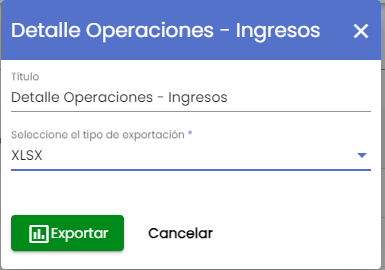 Detalle Operaciones - Ingresos
Título
Detalle Operaciones - Ingresos
Seleccione el tipo de exportación *
XLSX
Exportar
Cancelar